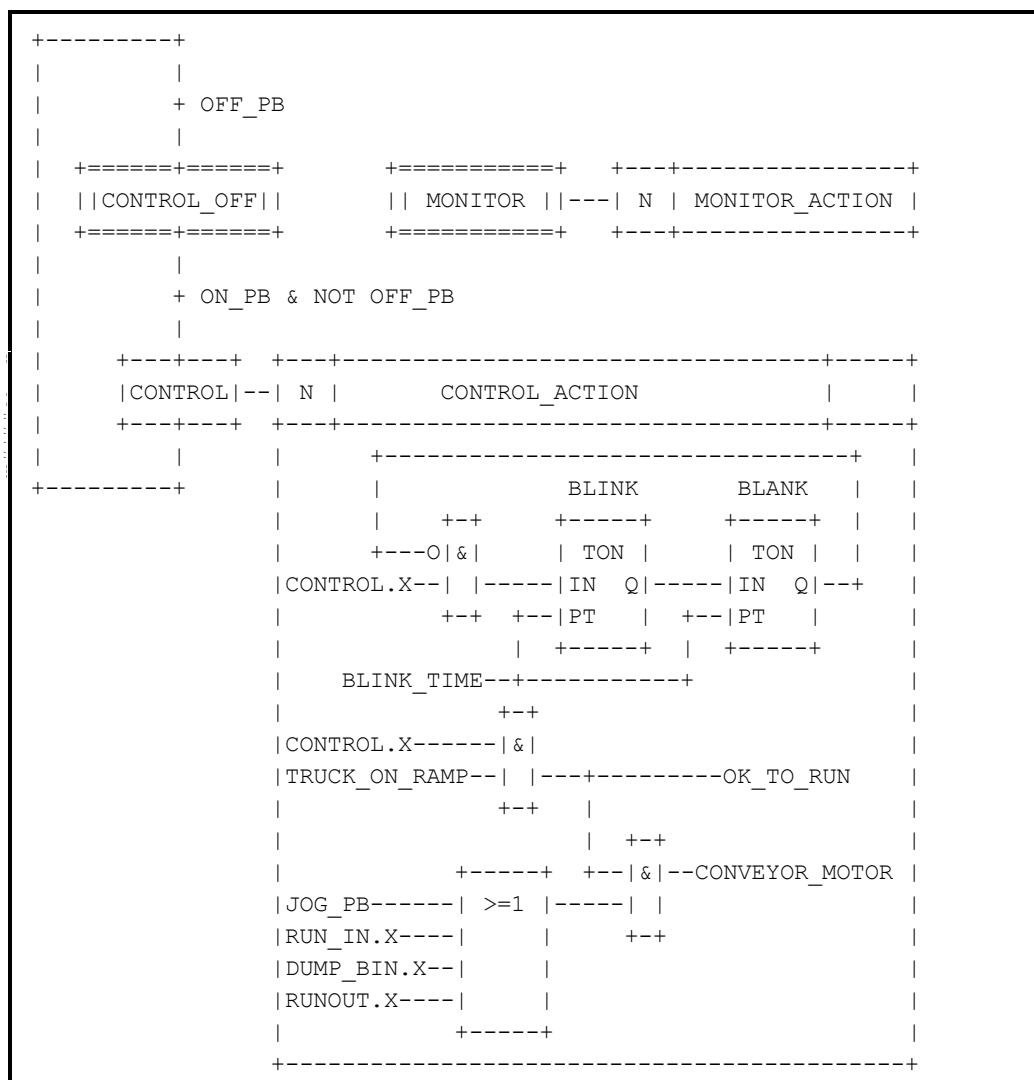 +---------+
|         |
|         + OFF_PB
|         |
|  +======+======+       +===========+   +---+----------------+
|  ||CONTROL_OFF||       || MONITOR ||---| N | MONITOR_ACTION |
|  +======+======+       +===========+   +---+----------------+
|         |
|         + ON_PB & NOT OFF_PB
|         |
|     +---+---+  +---+---------------------------------+-----+
|     |CONTROL|--| N |       CONTROL_ACTION            |     |
|     +---+---+  +---+---------------------------------+-----+
|         |      |     +--------------------------------+   |
+---------+      |     |            BLINK      BLANK    |   |
                 |     |    +-+    +-----+    +-----+   |   |
                 |     +---O|&|    | TON |    | TON |   |   |
                 |CONTROL.X--| |-----|IN  Q|-----|IN  Q|--+   |
                 |          +-+  +--|PT   |  +--|PT   |      |
                 |               |  +-----+  |  +-----+      |
                 |    BLINK_TIME--+-----------+               |
                 |              +-+                          |
                 |CONTROL.X------|&|                          |
                 |TRUCK_ON_RAMP--| |---+---------OK_TO_RUN    |
                 |              +-+   |                      |
                 |                    |  +-+                 |
                 |           +-----+  +--|&|--CONVEYOR_MOTOR |
                 |JOG_PB------| >=1 |-----| |                 |
                 |RUN_IN.X----|     |     +-+                 |
                 |DUMP_BIN.X--|     |                         |
                 |RUNOUT.X----|     |                         |
                 |           +-----+                         |
                 +-------------------------------------------+